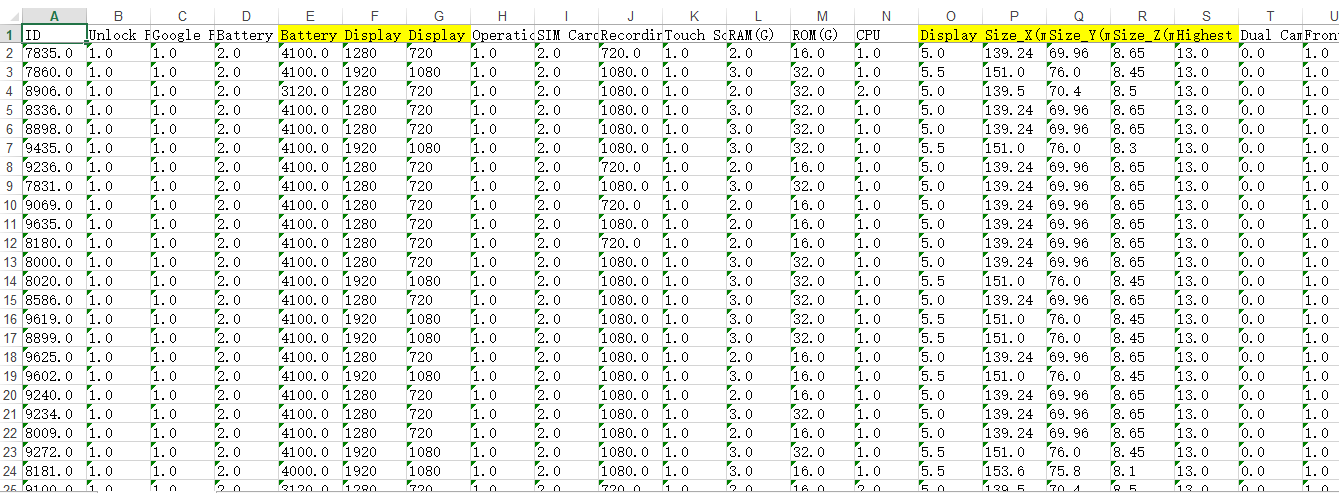 A B C D E F G H I J K L M N O P Q R S T U
1 ID Unlock P Google P Battery Battery Display Display Operatio SIM Card Recordin Touch Sc RAM(G) ROM(G) CPU Display Size_X(m Size_Y(m Size_Z(m Highest Dual Cam Fron
2 7835.0 1.0 1.0 2.0 4100.0 1280 720 1.0 2.0 720.0 1.0 2.0 16.0 1.0 5.0 139.24 69.96 8.65 13.0 0.0 1.0
3 7860.0 1.0 1.0 2.0 4100.0 1920 1080 1.0 2.0 1080.0 1.0 3.0 32.0 1.0 5.5 151.0 76.0 8.45 13.0 0.0 1.0
4 8906.0 1.0 1.0 2.0 3120.0 1280 720 1.0 2.0 1080.0 1.0 2.0 32.0 2.0 5.0 139.5 70.4 8.5 13.0 0.0 1.0
5 8336.0 1.0 1.0 2.0 4100.0 1280 720 1.0 2.0 1080.0 1.0 3.0 32.0 1.0 5.0 139.24 69.96 8.65 13.0 0.0 1.0
6 8898.0 1.0 1.0 2.0 4100.0 1280 720 1.0 2.0 1080.0 1.0 3.0 32.0 1.0 5.0 139.24 69.96 8.65 13.0 0.0 1.0
7 9435.0 1.0 1.0 2.0 4100.0 1920 1080 1.0 2.0 1080.0 1.0 3.0 32.0 1.0 5.5 151.0 76.0 8.3 13.0 0.0 1.0
8 9236.0 1.0 1.0 2.0 4100.0 1280 720 1.0 2.0 720.0 1.0 2.0 16.0 1.0 5.0 139.24 69.96 8.65 13.0 0.0 1.0
9 7831.0 1.0 1.0 2.0 4100.0 1280 720 1.0 2.0 1080.0 1.0 3.0 32.0 1.0 5.0 139.24 69.96 8.65 13.0 0.0 1.0
10 9069.0 1.0 1.0 2.0 4100.0 1280 720 1.0 2.0 720.0 1.0 2.0 16.0 1.0 5.0 139.24 69.96 8.65 13.0 0.0 1.0
11 9635.0 1.0 1.0 2.0 4100.0 1280 720 1.0 2.0 1080.0 1.0 2.0 16.0 1.0 5.0 139.24 69.96 8.65 13.0 0.0 1.0
12 8180.0 1.0 1.0 2.0 4100.0 1280 720 1.0 2.0 720.0 1.0 2.0 16.0 1.0 5.0 139.24 69.96 8.65 13.0 0.0 1.0
13 8000.0 1.0 1.0 2.0 4100.0 1280 720 1.0 2.0 1080.0 1.0 3.0 32.0 1.0 5.0 139.24 69.96 8.65 13.0 0.0 1.0
14 8020.0 1.0 1.0 2.0 4100.0 1920 1080 1.0 2.0 1080.0 1.0 3.0 16.0 1.0 5.5 151.0 76.0 8.45 13.0 0.0 1.0
15 8586.0 1.0 1.0 2.0 4100.0 1280 720 1.0 2.0 1080.0 1.0 3.0 32.0 1.0 5.0 139.24 69.96 8.65 13.0 0.0 1.0
16 9619.0 1.0 1.0 2.0 4100.0 1920 1080 1.0 2.0 1080.0 1.0 3.0 32.0 1.0 5.5 151.0 76.0 8.45 13.0 0.0 1.0
17 8899.0 1.0 1.0 2.0 4100.0 1920 1080 1.0 2.0 1080.0 1.0 3.0 32.0 1.0 5.5 151.0 76.0 8.45 13.0 0.0 1.0
18 9625.0 1.0 1.0 2.0 4100.0 1280 720 1.0 2.0 1080.0 1.0 2.0 16.0 1.0 5.0 139.24 69.96 8.65 13.0 0.0 1.0
19 9602.0 1.0 1.0 2.0 4100.0 1920 1080 1.0 2.0 1080.0 1.0 3.0 16.0 1.0 5.5 151.0 76.0 8.45 13.0 0.0 1.0
20 9240.0 1.0 1.0 2.0 4100.0 1280 720 1.0 2.0 1080.0 1.0 3.0 32.0 1.0 5.0 139.24 69.96 8.65 13.0 0.0 1.0
21 9234.0 1.0 1.0 2.0 4100.0 1280 720 1.0 2.0 1080.0 1.0 3.0 32.0 1.0 5.0 139.24 69.96 8.65 13.0 0.0 1.0
22 8009.0 1.0 1.0 2.0 4100.0 1280 720 1.0 2.0 1080.0 1.0 2.0 16.0 1.0 5.0 139.24 69.96 8.65 13.0 0.0 1.0
23 9272.0 1.0 1.0 2.0 4100.0 1920 1080 1.0 2.0 1080.0 1.0 3.0 32.0 1.0 5.5 151.0 76.0 8.45 13.0 0.0 1.0
24 8181.0 1.0 1.0 2.0 4000.0 1920 1080 1.0 2.0 1080.0 1.0 3.0 16.0 1.0 5.5 153.6 75.8 8.1 13.0 0.0 1.0
25 9100.0 1.0 1.0 2.0 3120.0 1280 720 1.0 2.0 720.0 1.0 2.0 16.0 2.0 5.0 139.5 70.4 8.5 13.0 0.0 1.0